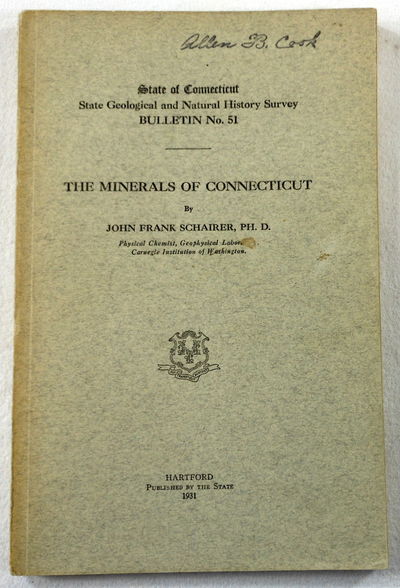 Allen B. Cook
State of Connecticut
State Geological and Natural History Survey
BULLETIN No. 51
THE MINERALS OF CONNECTICUT
By
JOHN FRANK SCHAIRER, PH. D.
Physical Chemist, Geophysical Labor.
Carnegie Institution of Washington.
HARTFORD
PUBLISHED BY THE STATE
1931